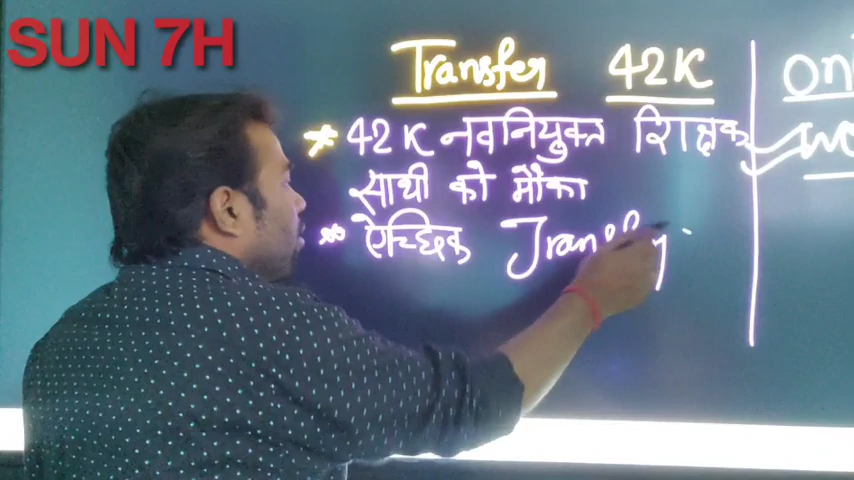 SUN 7H
Transfer 42K
42K नवनियुक्त शिक्षक
साथी को मौका
ऐच्छिक Transfer